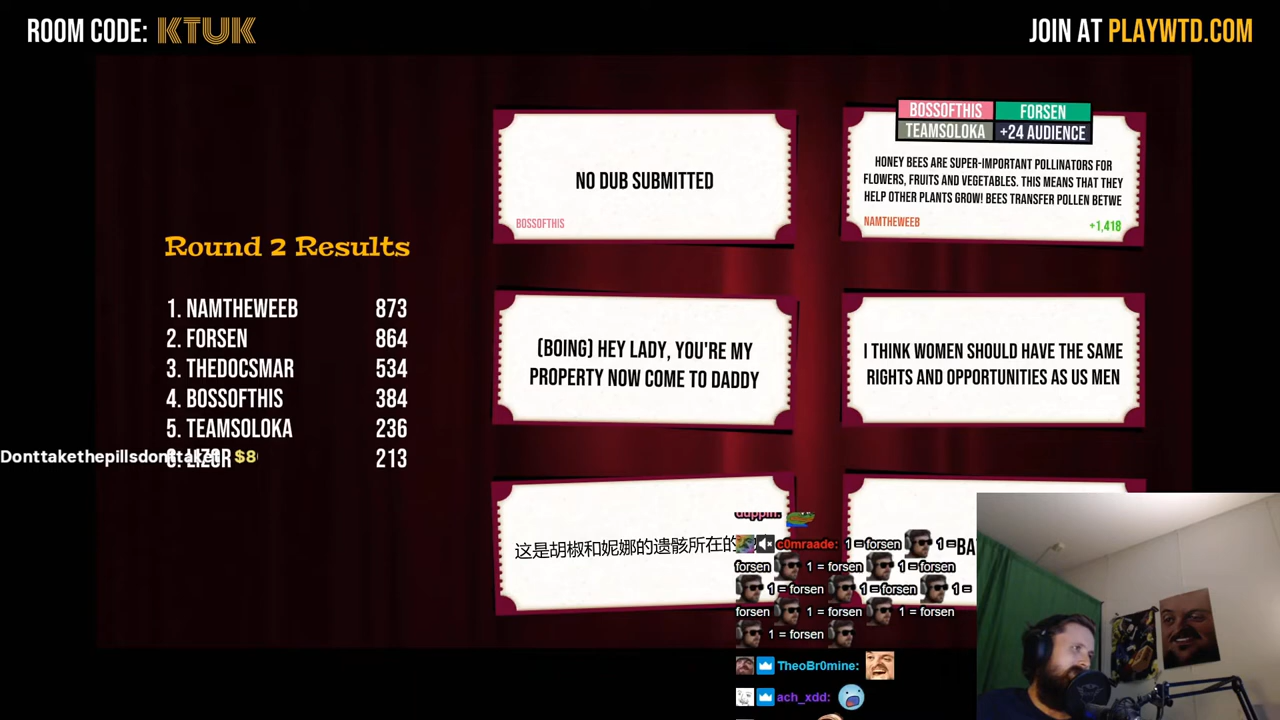 ROOM CODE: KTUK
JOIN AT PLAYWTD.COM
Round 2 Results
1. NAMTHEWEEB 873
2. FORSEN 864
3. THEDOCSMAR 534
4. BOSSOFTHIS 384
5. TEAMSOLOKA 236
213
Donttakethepillsdont
$8
NO DUB SUBMITTED
BOSSOFTHIS
BOSSOFTHIS FORSEN
TEAMSOLOKA +24 AUDIENCE
HONEY BEES ARE SUPER-IMPORTANT POLLINATORS FOR
FLOWERS, FRUITS AND VEGETABLES. THIS MEANS THAT THEY
HELP OTHER PLANTS GROW! BEES TRANSFER POLLEN BETWE
NAMTHEWEEB +1,418
(BOING) HEY LADY, YOU'RE MY
PROPERTY NOW COME TO DADDY
I THINK WOMEN SHOULD HAVE THE SAME
RIGHTS AND OPPORTUNITIES AS US MEN
这是胡椒和妮娜的遗骸所在的
BA
c0mraade: 1 = forsen 1 =
forsen 1 = forsen 1 = forsen
1 = forsen 1 = forsen 1 =
forsen 1 = forsen 1 = forsen
1 = forsen
TheoBr0mine:
ach_xdd: